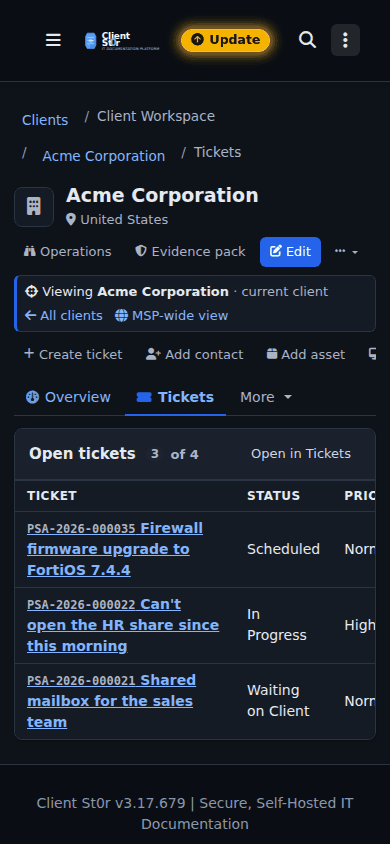 Client
St0r
IT DOCUMENTATION PLATFORM
Update
Clients / Client Workspace
/ Acme Corporation / Tickets
Acme Corporation
United States
Operations Evidence pack Edit
Viewing Acme Corporation · current client
All clients MSP-wide view
Create ticket Add contact Add asset
Overview Tickets More
Open tickets 3 of 4 Open in Tickets
TICKET STATUS
PSA-2026-000035 Firewall
firmware upgrade to
FortiOS 7.4.4
Scheduled
PSA-2026-000022 Can't
open the HR share since
this morning
In
Progress
High
PSA-2026-000021 Shared
mailbox for the sales
team
Waiting
on Client
Client St0r v3.17.679 | Secure, Self-Hosted IT
Documentation